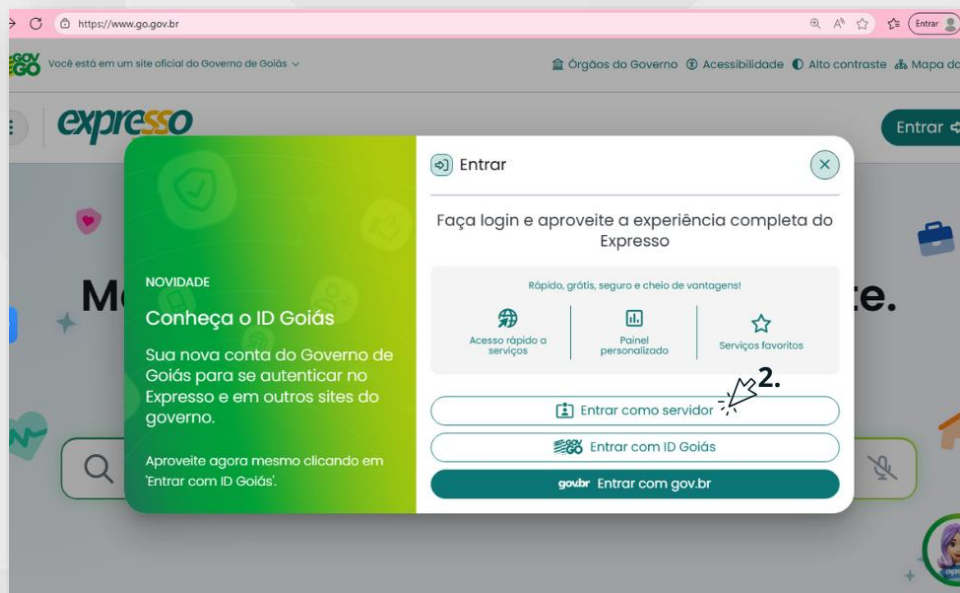 https://www.go.gov.br
Entrar
GOV GO
Você está em um site oficial do Governo de Goiás
Órgãos do Governo
Acessibilidade
Alto contraste
Mapa do
expresso
Entrar
Entrar
Faça login e aproveite a experiência completa do
Expresso
Rápido, grátis, seguro e cheio de vantagens!
Acesso rápido a
serviços
Painel
personalizado
Serviços favoritos
NOVIDADE
Conheça o ID Goiás
Sua nova conta do Governo de
Goiás para se autenticar no
Expresso e em outros sites do
governo.
Aproveite agora mesmo clicando em
'Entrar com ID Goiás'.
2.
Entrar como servidor
GOV GO Entrar com ID Goiás
gov.br Entrar com gov.br